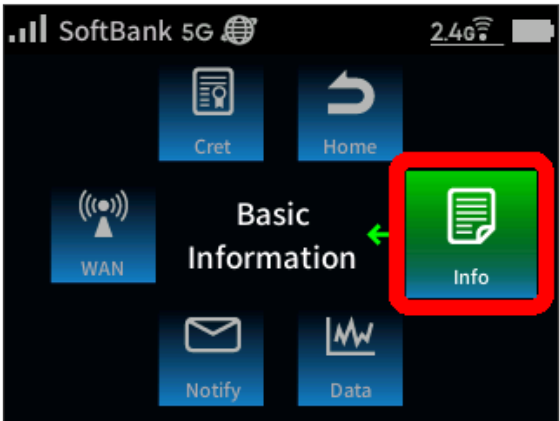 SoftBank 5G 2.4G
Cret
Home
WAN
Basic
Information
Info
Notify
Data